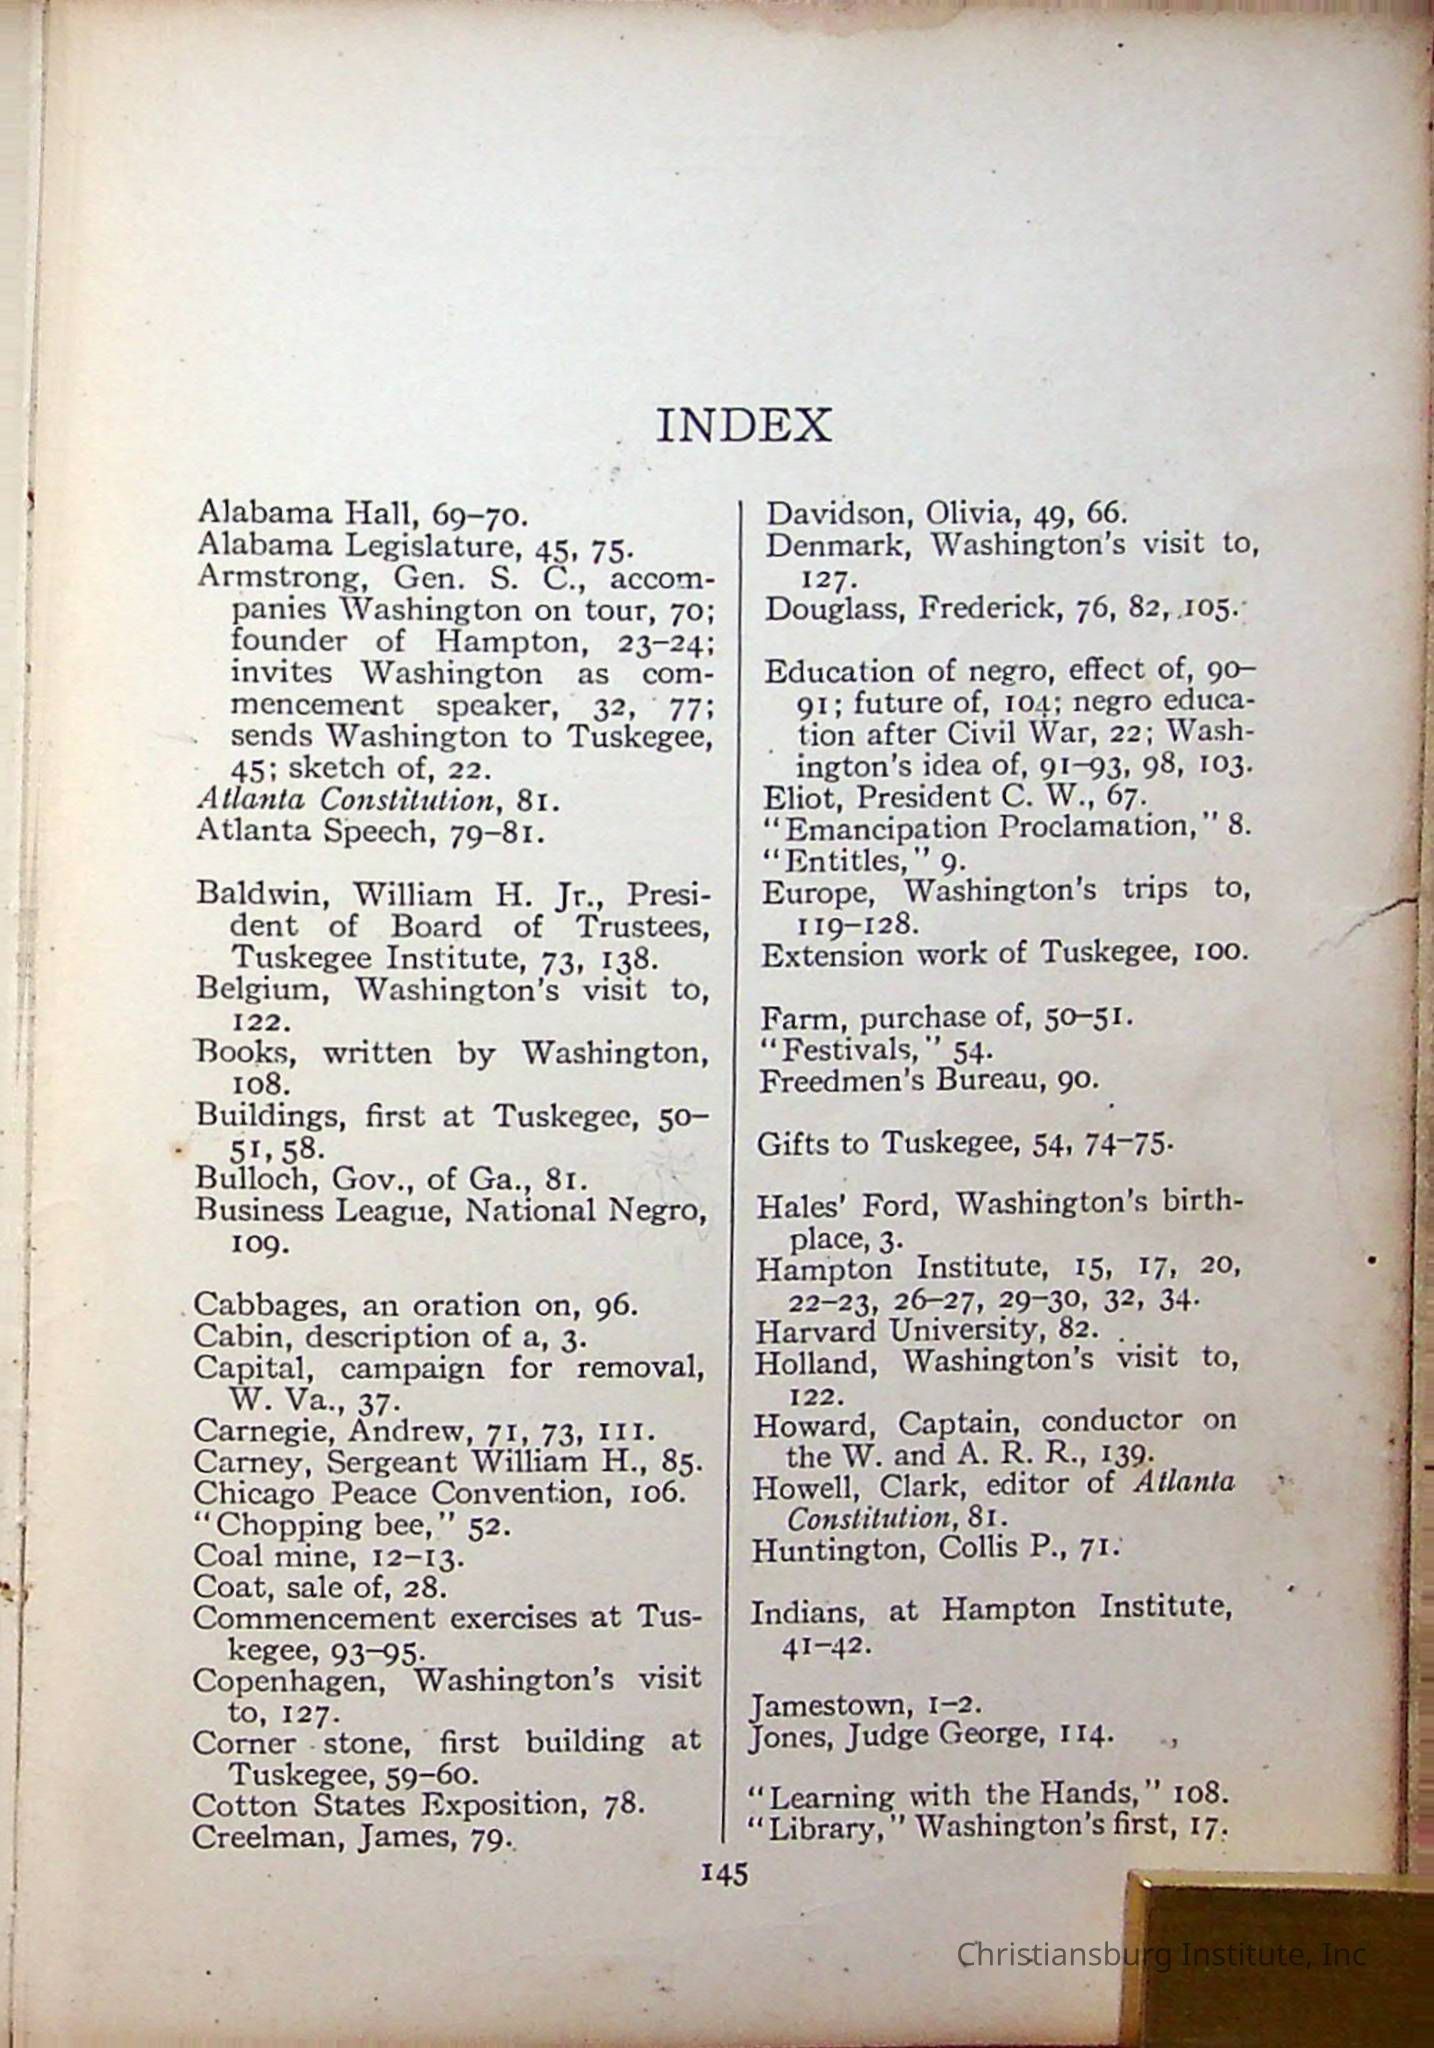 INDEX
Alabama Hall, 69–70.
Alabama Legislature, 45, 75.
Armstrong, Gen. S. C., accom-
panies Washington on tour, 70;
founder of Hampton, 23–24;
invites Washington as com-
mencement speaker, 32, 77;
sends Washington to Tuskegee,
45; sketch of, 22.
Atlanta Constitution, 81.
Atlanta Speech, 79–81.
Baldwin, William H. Jr., Presi-
dent of Board of Trustees,
Tuskegee Institute, 73, 138.
Belgium, Washington's visit to,
122.
Books, written by Washington,
108.
Buildings, first at Tuskegee, 50–
51, 58.
Bulloch, Gov., of Ga., 81.
Business League, National Negro,
109.
Cabbages, an oration on, 96.
Cabin, description of a, 3.
Capital, campaign for removal,
W. Va., 37.
Carnegie, Andrew, 71, 73, 111.
Carney, Sergeant William H., 85.
Chicago Peace Convention, 106.
"Chopping bee," 52.
Coal mine, 12–13.
Coat, sale of, 28.
Commencement exercises at Tus-
kegee, 93–95.
Copenhagen, Washington's visit
to, 127.
Corner stone, first building at
Tuskegee, 59–60.
Cotton States Exposition, 78.
Creelman, James, 79.
Davidson, Olivia, 49, 66.
Denmark, Washington's visit to,
127.
Douglass, Frederick, 76, 82, 105.
Education of negro, effect of, 90–
91; future of, 104; negro educa-
tion after Civil War, 22; Wash-
ington's idea of, 91–93, 98, 103.
Eliot, President C. W., 67.
"Emancipation Proclamation," 8.
"Entitles," 9.
Europe, Washington's trips to,
119–128.
Extension work of Tuskegee, 100.
Farm, purchase of, 50–51.
"Festivals," 54.
Freedmen's Bureau, 90.
Gifts to Tuskegee, 54, 74–75.
Hales' Ford, Washington's birth-
place, 3.
Hampton Institute, 15, 17, 20,
22–23, 26–27, 29–30, 32, 34.
Harvard University, 82.
Holland, Washington's visit to,
122.
Howard, Captain, conductor on
the W. and A. R. R., 139.
Howell, Clark, editor of Atlanta
Constitution, 81.
Huntington, Collis P., 71.
Indians, at Hampton Institute,
41–42.
Jamestown, 1–2.
Jones, Judge George, 114.
"Learning with the Hands," 108.
"Library," Washington's first, 17.
145
Christiansburg Institute, Inc